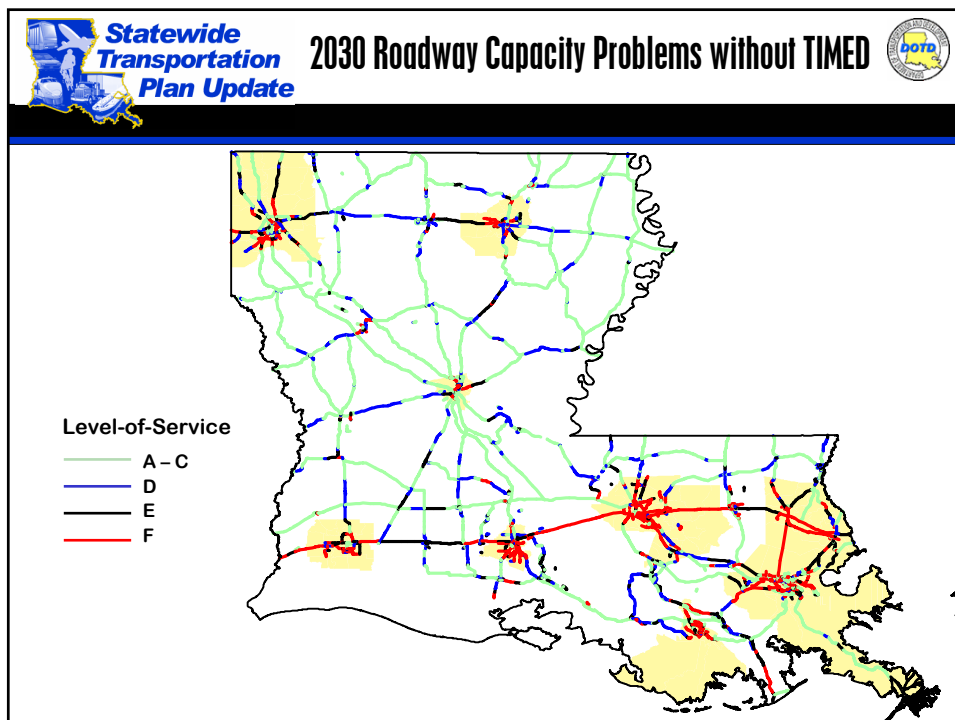 Statewide
Transportation
Plan Update
2030 Roadway Capacity Problems without TIMED
DOTD
Level-of-Service
A – C
D
E
F